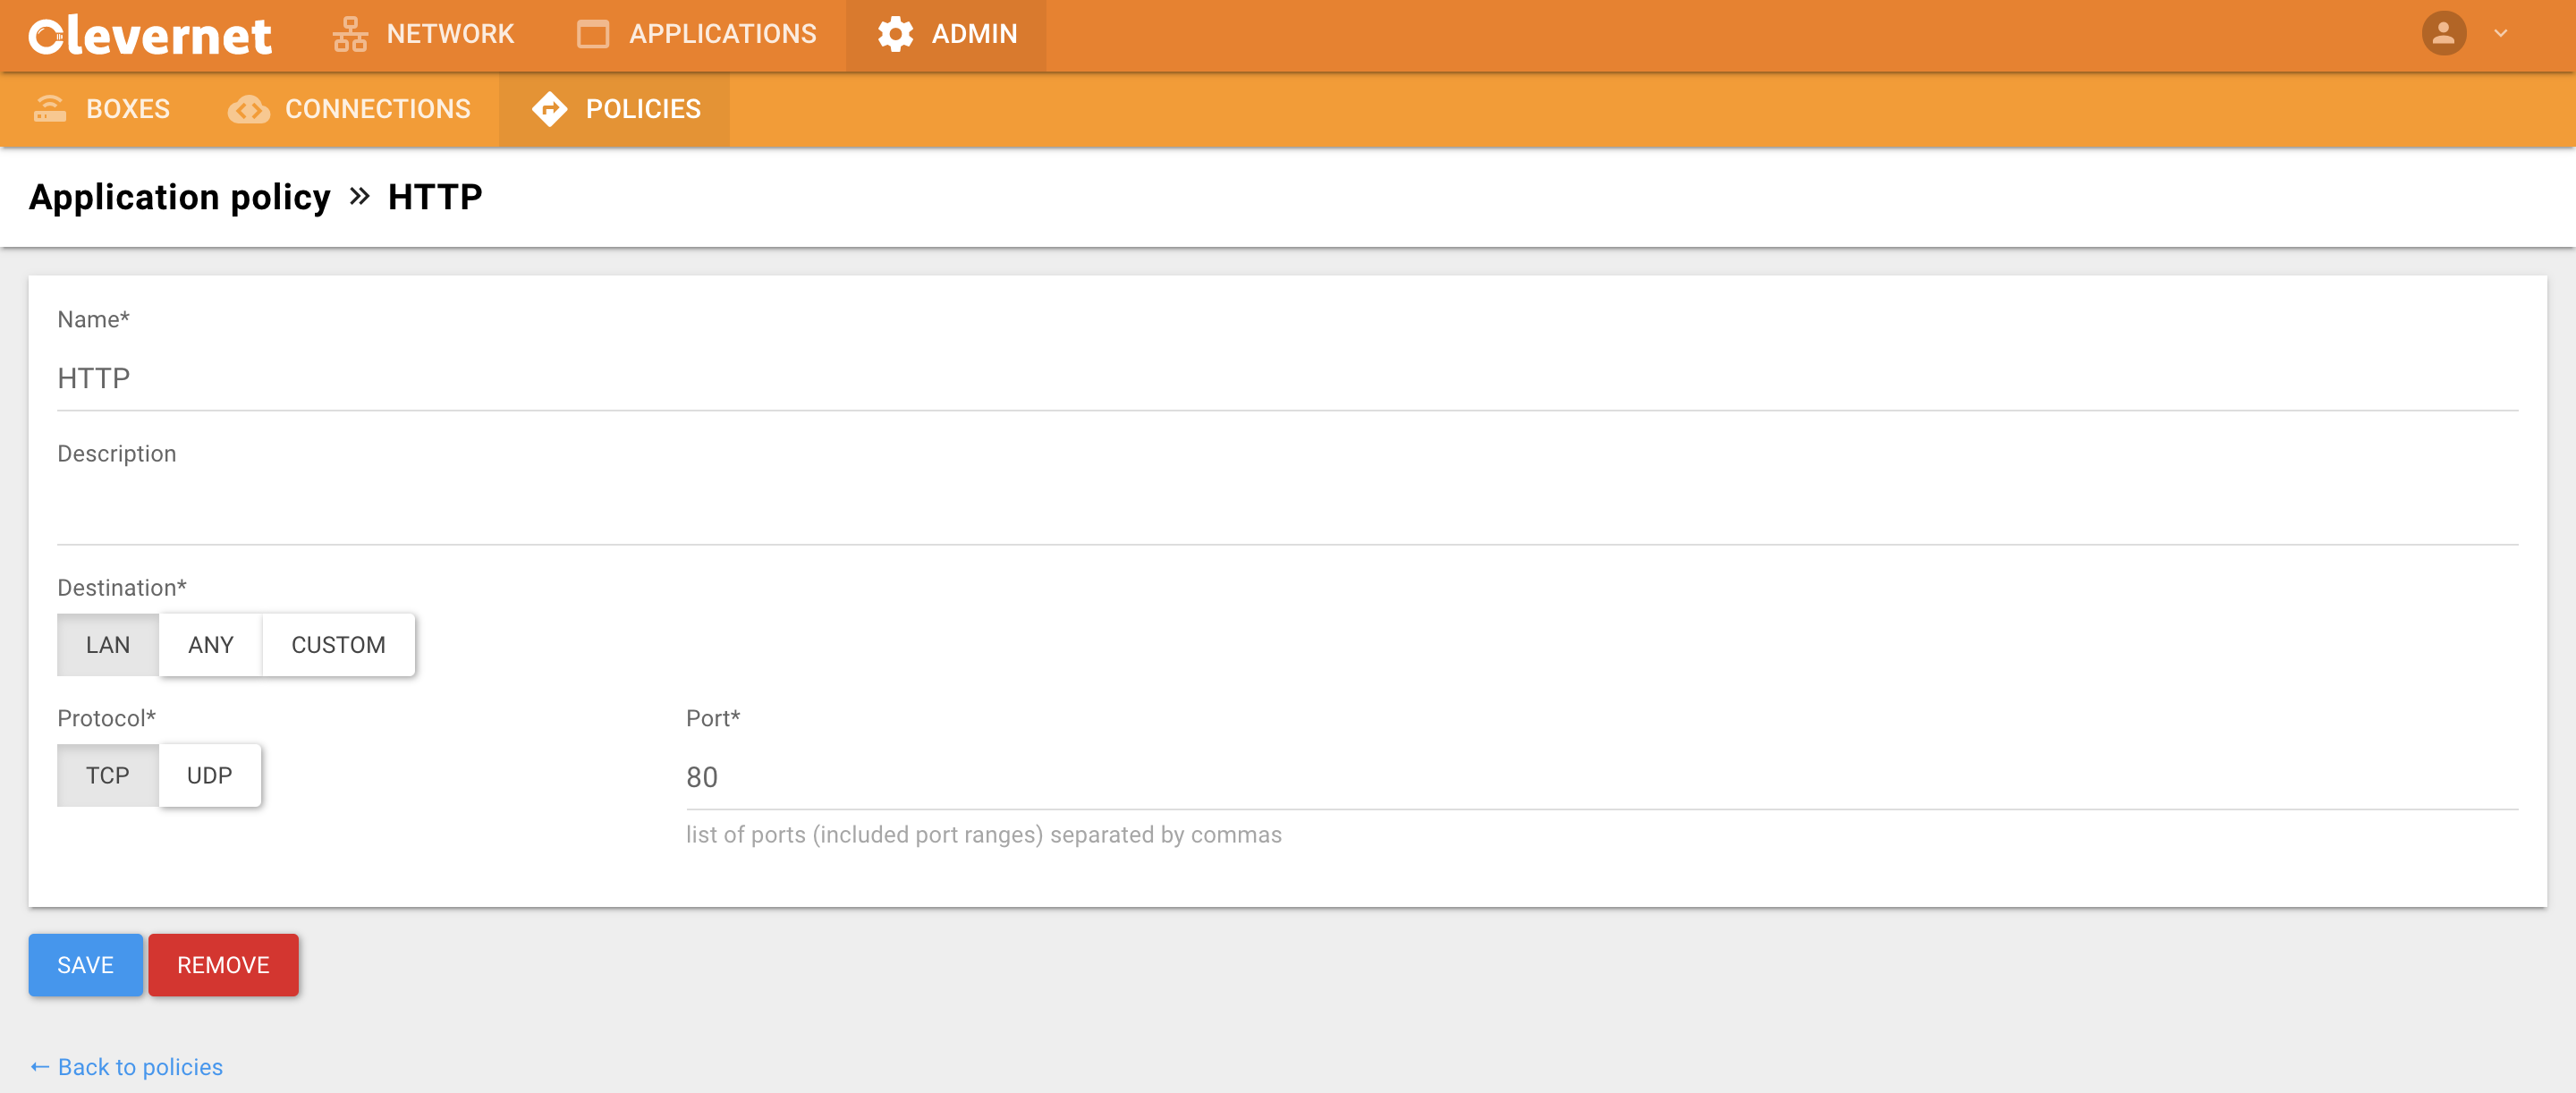 Clevernet NETWORK APPLICATIONS ADMIN
BOXES CONNECTIONS POLICIES
Application policy » HTTP
Name*
HTTP
Description
Destination*
LAN ANY CUSTOM
Protocol* Port*
TCP UDP 80
list of ports (included port ranges) separated by commas
SAVE REMOVE
← Back to policies